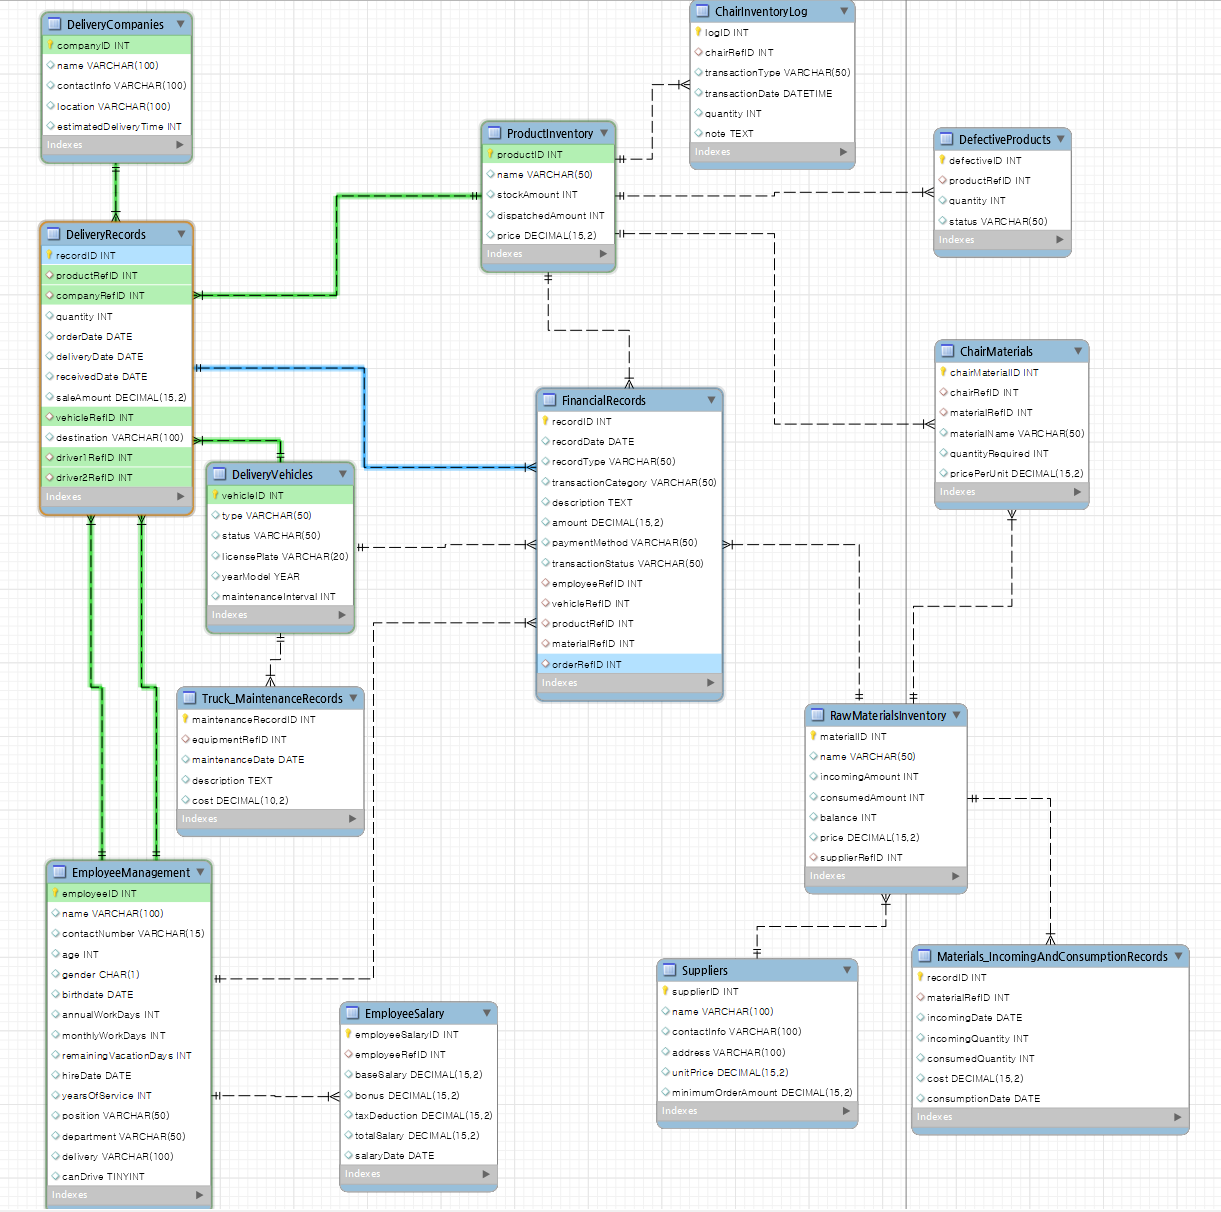 DeliveryCompanies
companyID INT
name VARCHAR(100)
contactInfo VARCHAR(100)
location VARCHAR(100)
estimatedDeliveryTime INT
Indexes
ChairInventoryLog
logID INT
chairRefID INT
transactionType VARCHAR(50)
transactionDate DATETIME
quantity INT
note TEXT
Indexes
ProductInventory
productID INT
name VARCHAR(50)
stockAmount INT
dispatchedAmount INT
price DECIMAL(15,2)
Indexes
DefectiveProducts
defectiveID INT
productRefID INT
quantity INT
status VARCHAR(50)
Indexes
DeliveryRecords
recordID INT
productRefID INT
companyRefID INT
quantity INT
orderDate DATE
deliveryDate DATE
receivedDate DATE
saleAmount DECIMAL(15,2)
vehicleRefID INT
destination VARCHAR(100)
driver1RefID INT
driver2RefID INT
Indexes
ChairMaterials
chairMaterialID INT
chairRefID INT
materialRefID INT
materialName VARCHAR(50)
quantityRequired INT
pricePerUnit DECIMAL(15,2)
Indexes
FinancialRecords
recordID INT
recordDate DATE
recordType VARCHAR(50)
transactionCategory VARCHAR(50)
description TEXT
amount DECIMAL(15,2)
paymentMethod VARCHAR(50)
transactionStatus VARCHAR(50)
employeeRefID INT
vehicleRefID INT
productRefID INT
materialRefID INT
orderRefID INT
Indexes
DeliveryVehicles
vehicleID INT
type VARCHAR(50)
status VARCHAR(50)
licensePlate VARCHAR(20)
yearModel YEAR
maintenanceInterval INT
Indexes
Truck_MaintenanceRecords
maintenanceRecordID INT
equipmentRefID INT
maintenanceDate DATE
description TEXT
cost DECIMAL(10,2)
Indexes
RawMaterialsInventory
materialID INT
name VARCHAR(50)
incomingAmount INT
consumedAmount INT
balance INT
price DECIMAL(15,2)
supplierRefID INT
Indexes
EmployeeManagement
employeeID INT
name VARCHAR(100)
contactNumber VARCHAR(15)
age INT
gender CHAR(1)
birthdate DATE
annualWorkDays INT
monthlyWorkDays INT
remainingVacationDays INT
hireDate DATE
yearsOfService INT
position VARCHAR(50)
department VARCHAR(50)
delivery VARCHAR(100)
canDrive TINYINT
Indexes
EmployeeSalary
employeeSalaryID INT
employeeRefID INT
baseSalary DECIMAL(15,2)
bonus DECIMAL(15,2)
taxDeduction DECIMAL(15,2)
totalSalary DECIMAL(15,2)
salaryDate DATE
Indexes
Suppliers
supplierID INT
name VARCHAR(100)
contactInfo VARCHAR(100)
address VARCHAR(100)
unitPrice DECIMAL(15,2)
minimumOrderAmount DECIMAL(15,2)
Indexes
Materials_IncomingAndConsumptionRecords
recordID INT
materialRefID INT
incomingDate DATE
incomingQuantity INT
consumedQuantity INT
cost DECIMAL(15,2)
consumptionDate DATE
Indexes